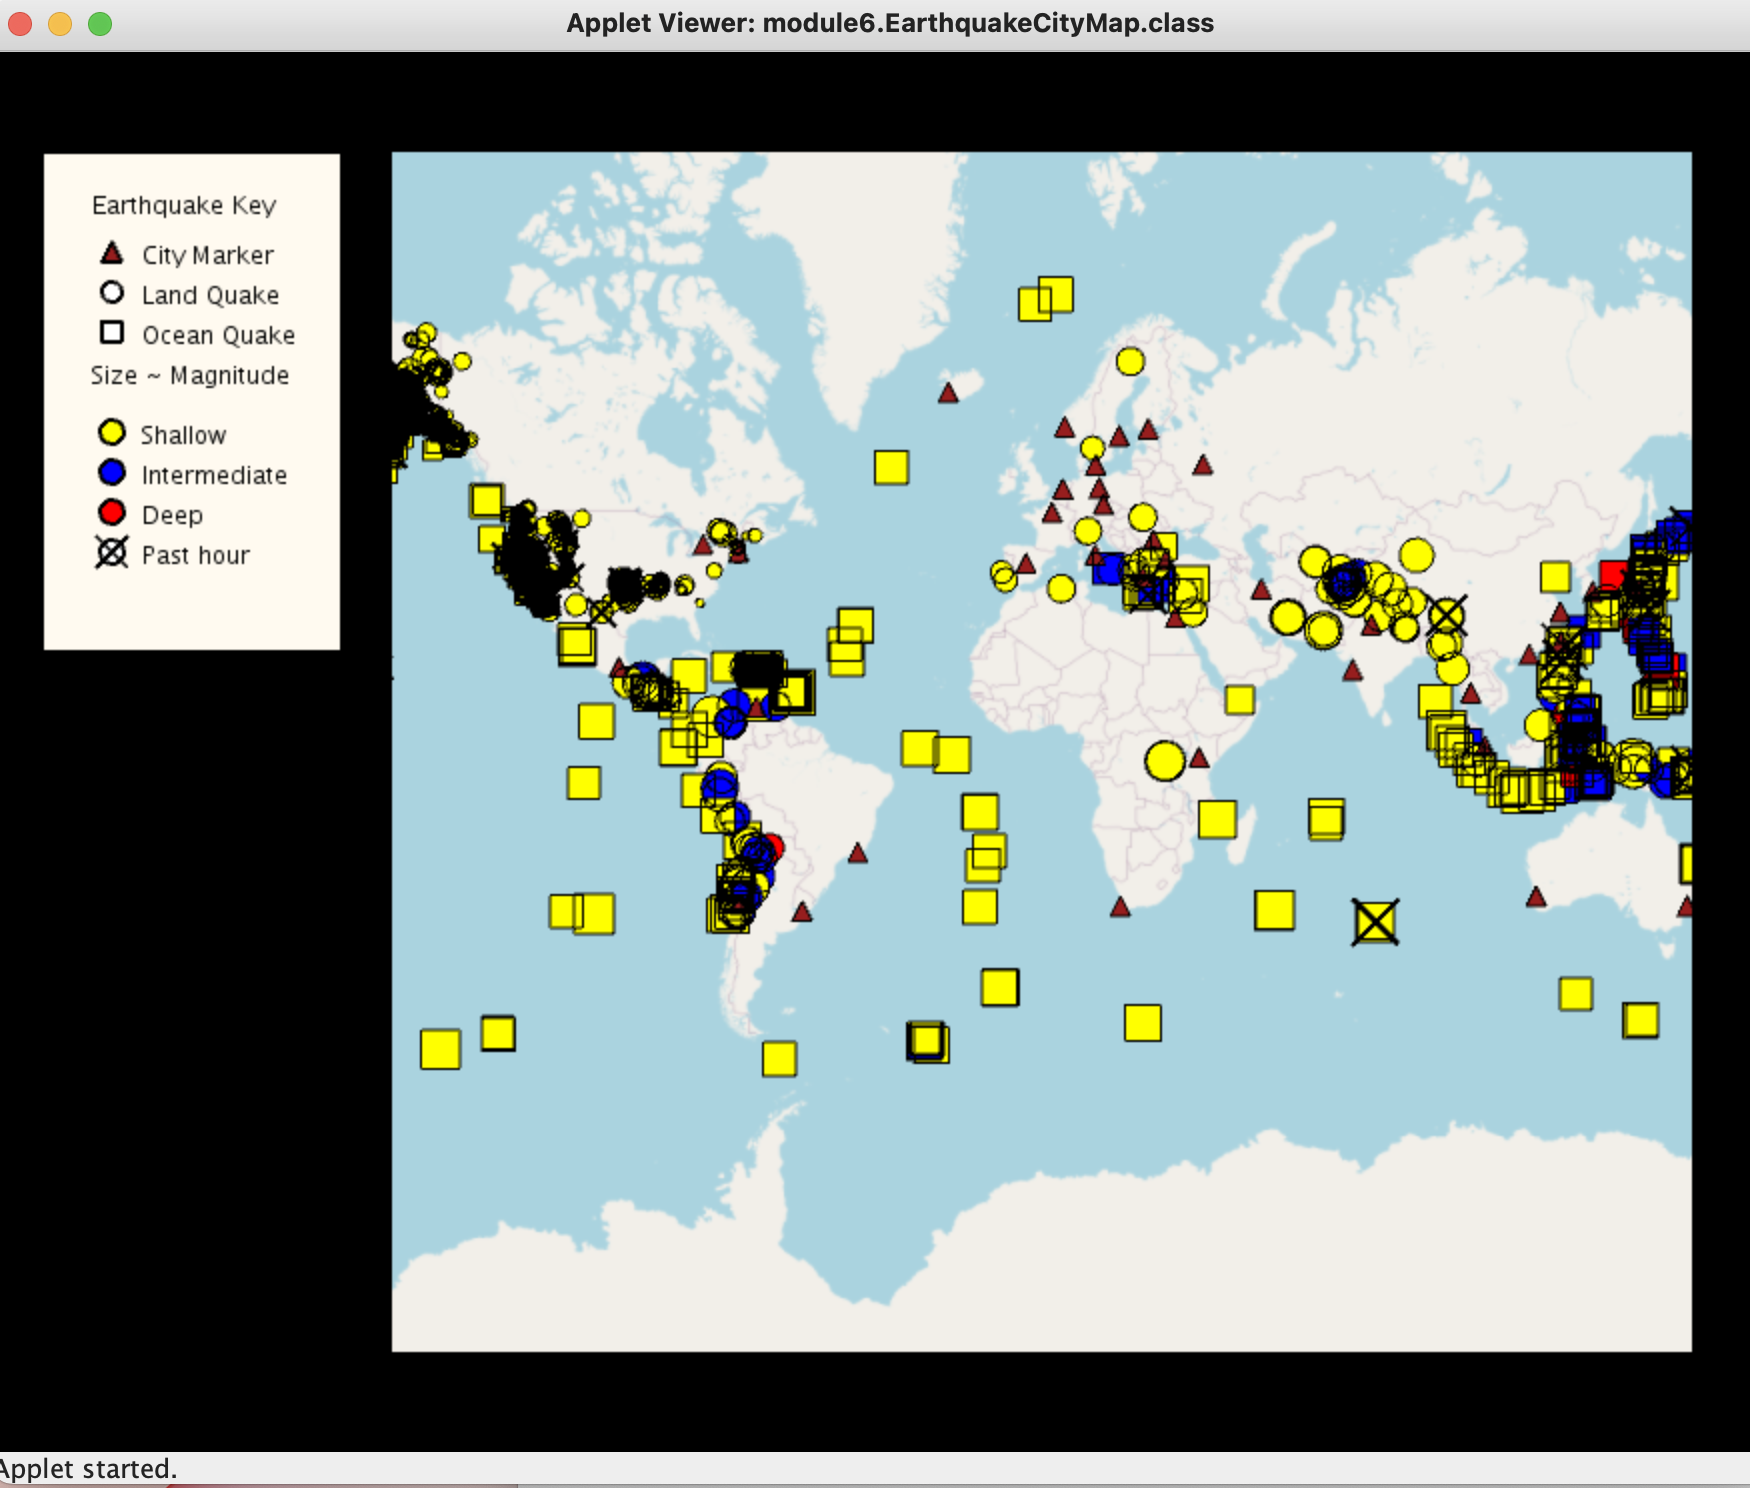 Applet Viewer: module6.EarthquakeCityMap.class
Earthquake Key
City Marker
Land Quake
Ocean Quake
Size ~ Magnitude
Shallow
Intermediate
Deep
Past hour
Applet started.